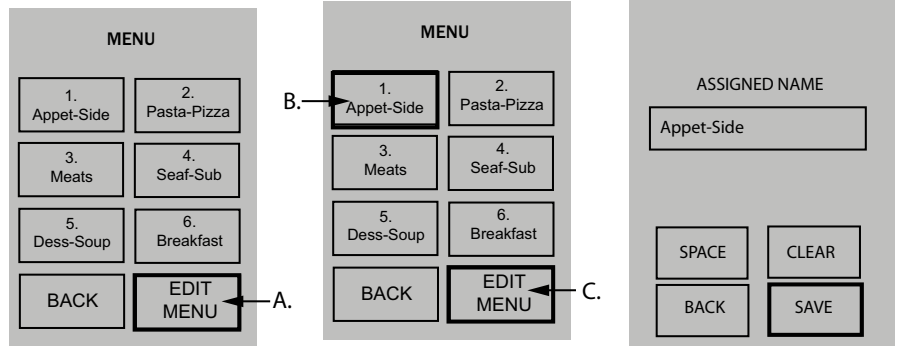 MENU
1.
Appet-Side
2.
Pasta-Pizza
3.
Meats
4.
Seaf-Sub
5.
Dess-Soup
6.
Breakfast
BACK
EDIT
MENU
A.
MENU
B.
1.
Appet-Side
2.
Pasta-Pizza
3.
Meats
4.
Seaf-Sub
5.
Dess-Soup
6.
Breakfast
BACK
EDIT
MENU
C.
ASSIGNED NAME
Appet-Side
SPACE
CLEAR
BACK
SAVE